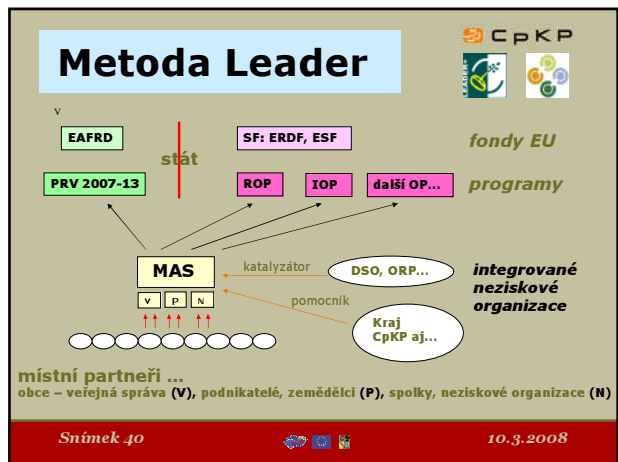 CpKP
Metoda Leader
LEADER+
v
EAFRD
SF: ERDF, ESF
fondy EU
stát
PRV 2007-13
ROP
IOP
další OP...
programy
MAS
katalyzátor
DSO, ORP...
integrované
neziskové
organizace
V P N
pomocník
Kraj
CpKP aj...
místní partneři ...
obce – veřejná správa (V), podnikatelé, zemědělci (P), spolky, neziskové organizace (N)
Snímek 40
10.3.2008